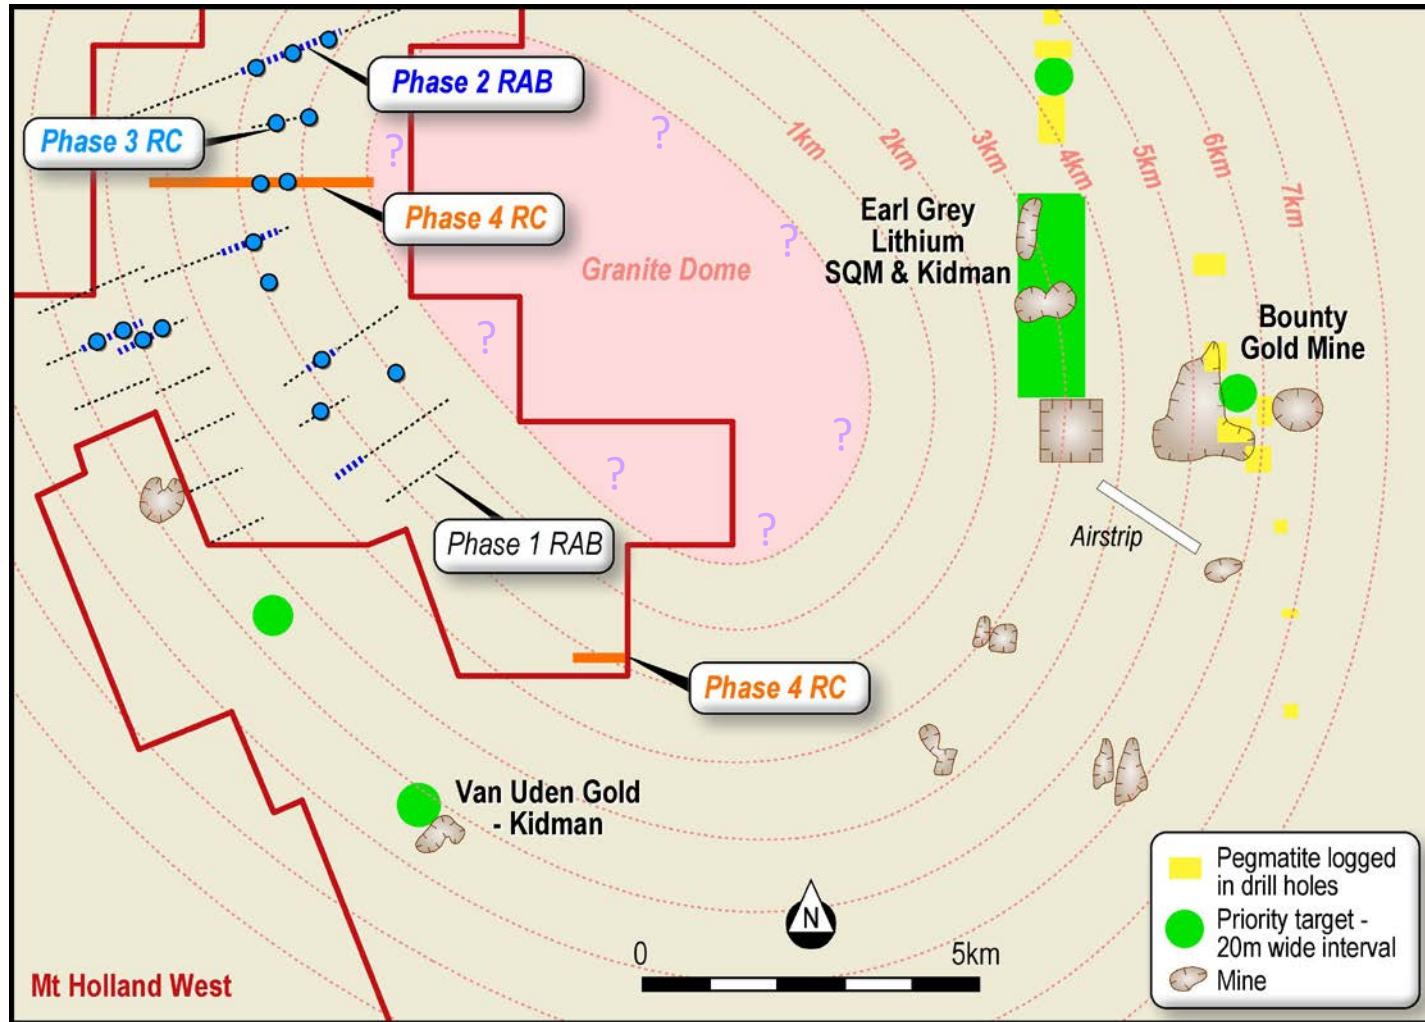 Phase 2 RAB
Phase 3 RC
Phase 4 RC
?
?
?
?
?
?
?
Granite Dome
1km
2km
3km
4km
5km
6km
7km
Earl Grey
Lithium
SQM & Kidman
Bounty
Gold Mine
Phase 1 RAB
Airstrip
Phase 4 RC
Van Uden Gold
- Kidman
N
0
5km
Mt Holland West
Pegmatite logged
in drill holes
Priority target -
20m wide interval
Mine